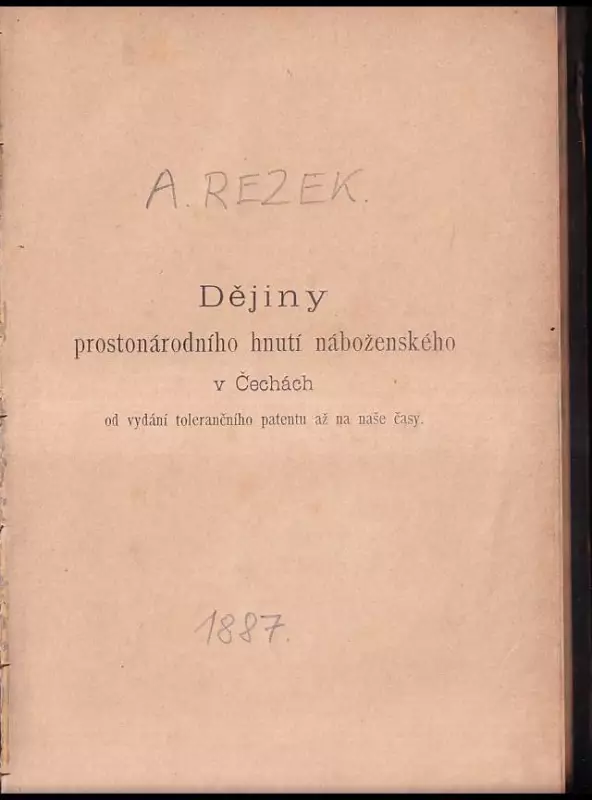 A. REZEK.
Dějiny
prostonárodního hnutí náboženského
v Čechách
od vydání tolerančního patentu až na naše časy.
1887.